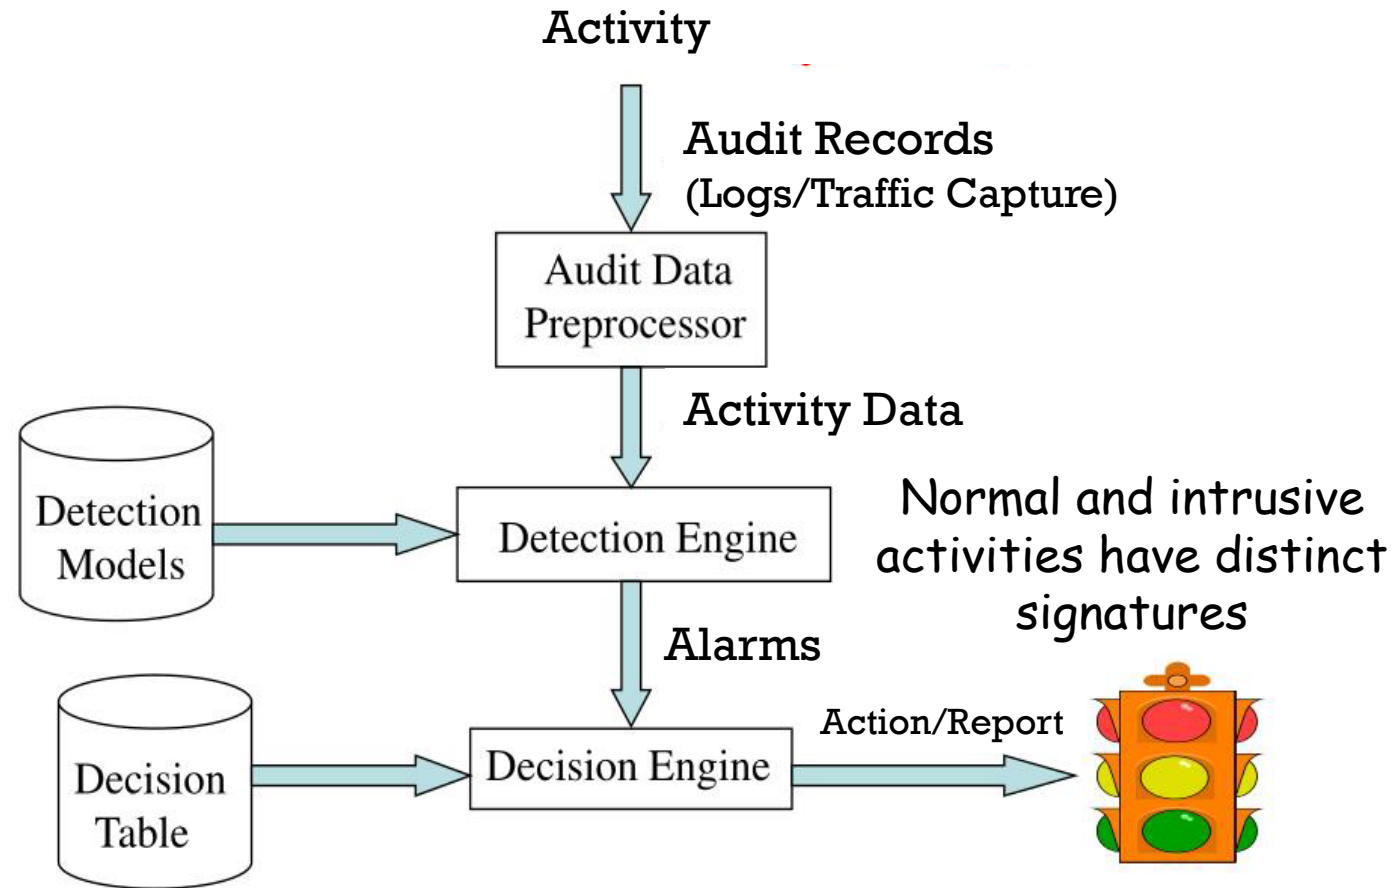 Activity
Audit Records
(Logs/Traffic Capture)
Audit Data
Preprocessor
Activity Data
Detection
Models
Detection Engine
Normal and intrusive
activities have distinct
signatures
Alarms
Decision
Table
Decision Engine
Action/Report